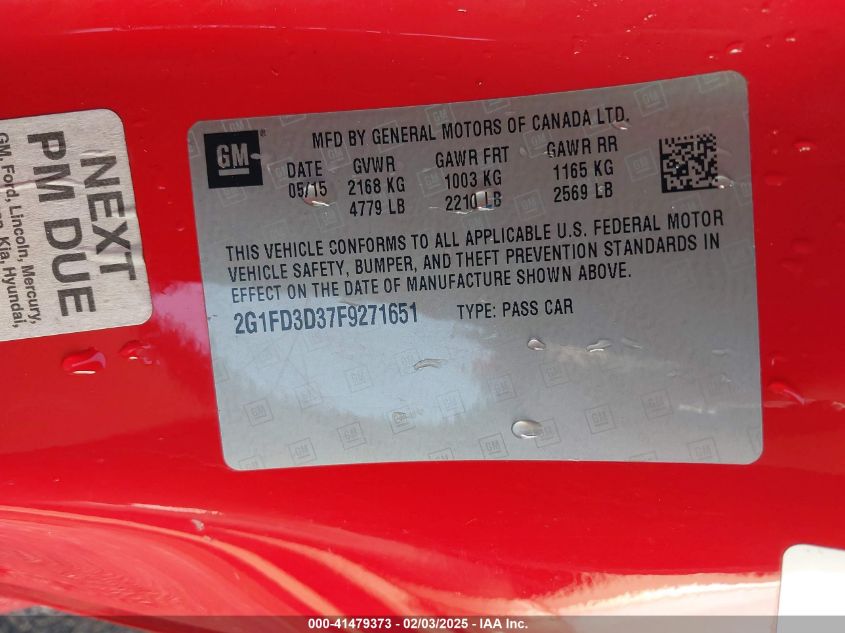 NEXT
PM DUE
GM, Ford, Lincoln, Mercury,
Kia, Hyundai,
GM
MFD BY GENERAL MOTORS OF CANADA LTD.
DATE GVWR GAWR FRT GAWR RR
05/15 2168 KG 1003 KG 1165 KG
4779 LB 2210 LB 2569 LB
THIS VEHICLE CONFORMS TO ALL APPLICABLE U.S. FEDERAL MOTOR
VEHICLE SAFETY, BUMPER, AND THEFT PREVENTION STANDARDS IN
EFFECT ON THE DATE OF MANUFACTURE SHOWN ABOVE.
2G1FD3D37F9271651 TYPE: PASS CAR
000-41479373 - 02/03/2025 - © IAA Inc.